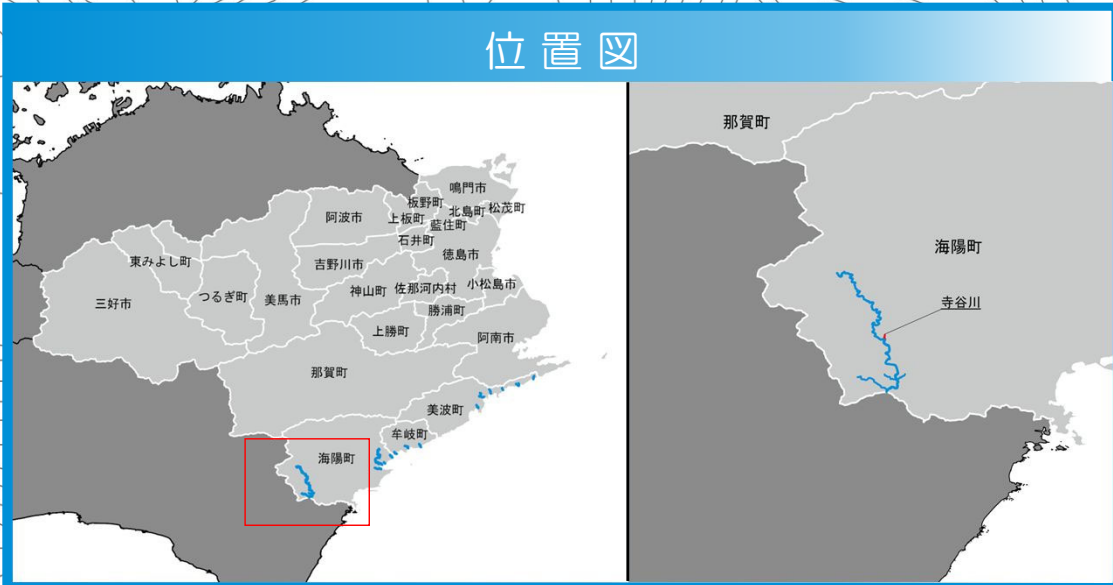 位置図
鳴門市
板野町
松茂町
北島町
上板町
阿波市
藍住町
石井町
徳島市
吉野川市
東みよし町
小松島市
佐那河内村
神山町
つるぎ町
美馬市
三好市
勝浦町
上勝町
阿南市
那賀町
美波町
牟岐町
海陽町
那賀町
海陽町
寺谷川